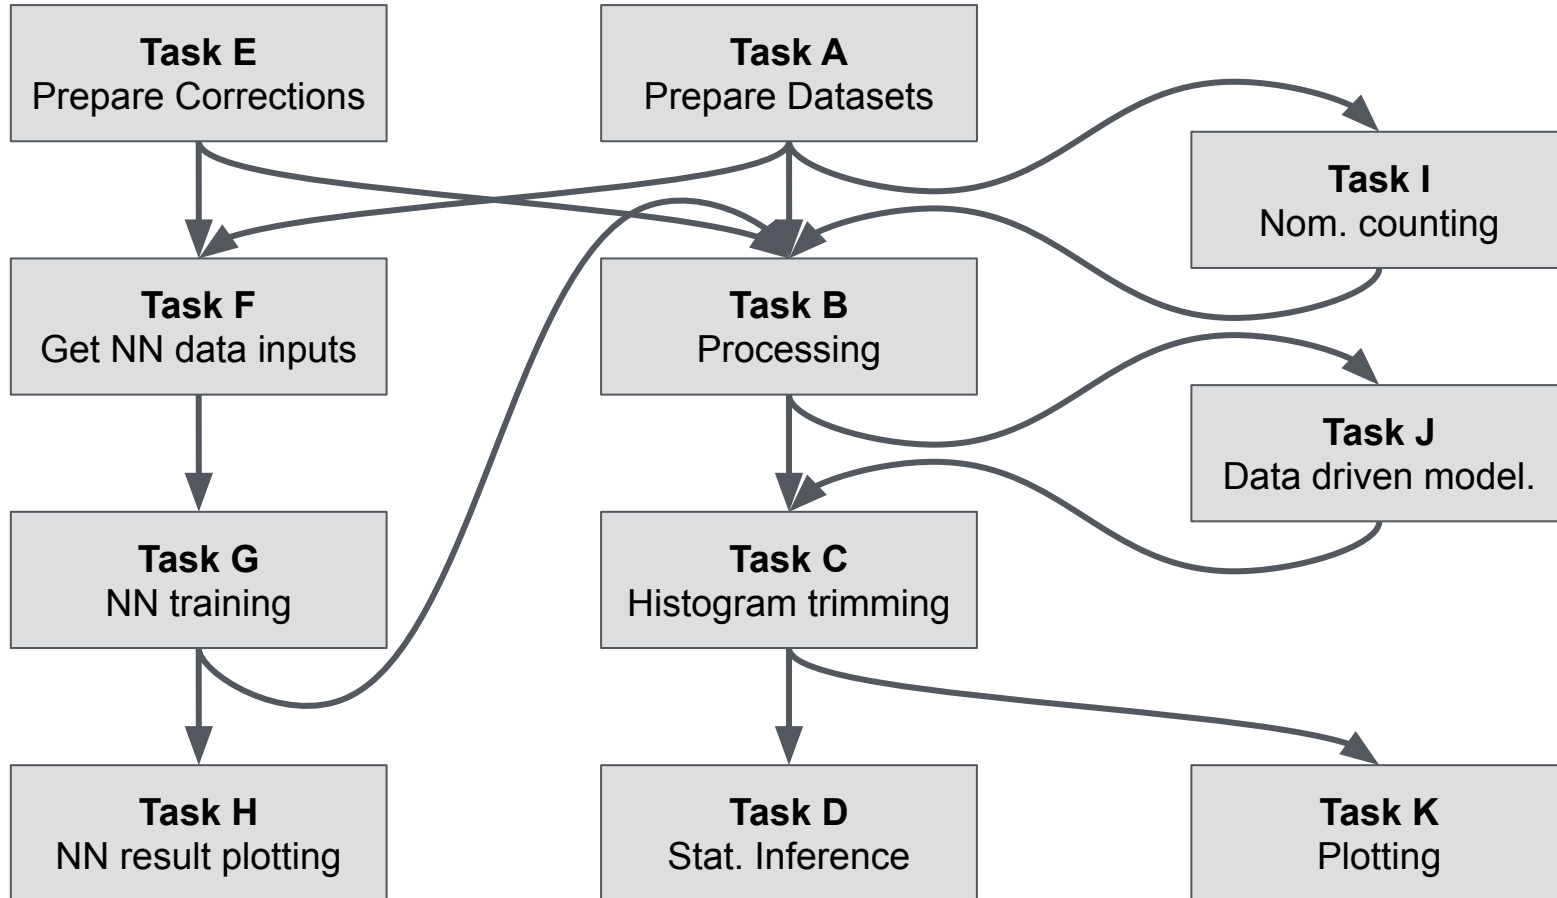 Task E
Prepare Corrections
Task A
Prepare Datasets
Task I
Nom. counting
Task F
Get NN data inputs
Task B
Processing
Task J
Data driven model.
Task G
NN training
Task C
Histogram trimming
Task H
NN result plotting
Task D
Stat. Inference
Task K
Plotting